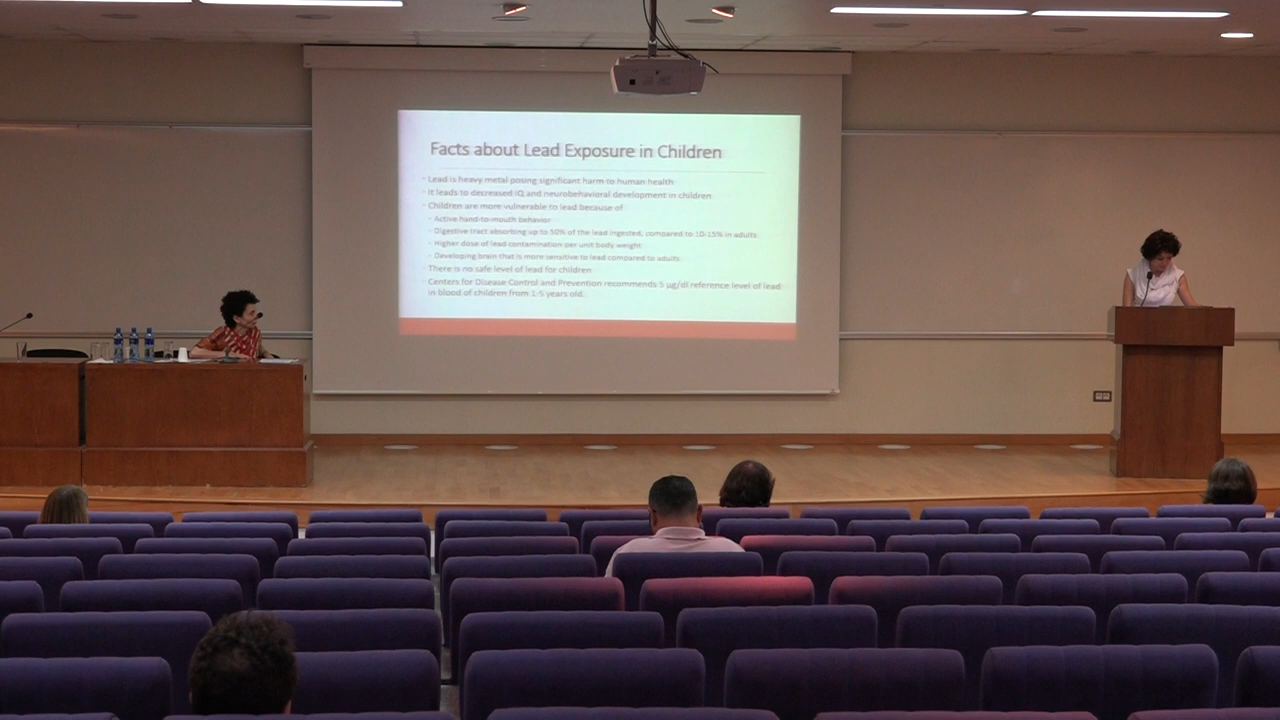 Facts about Lead Exposure in Children
Lead is heavy metal posing significant harm to human health
It leads to decreased IQ and neurobehavioral development in children
Children are more vulnerable to lead because of
Active hand-to-mouth behavior
Digestive tract absorbing up to 50% of the lead ingested, compared to 10-15% in adults
Higher dose of lead contamination per unit body weight
Developing brain that is more sensitive to lead compared to adults
There is no safe level of lead for children
Centers for Disease Control and Prevention recommends 5 µg/dl reference level of lead
in blood of children from 1-5 years old.